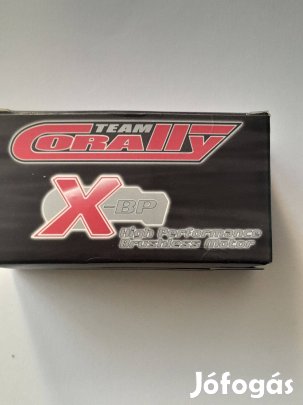 TEAM
CORALLY
X-BP
High Performance
Brushless Motor
Jófogás